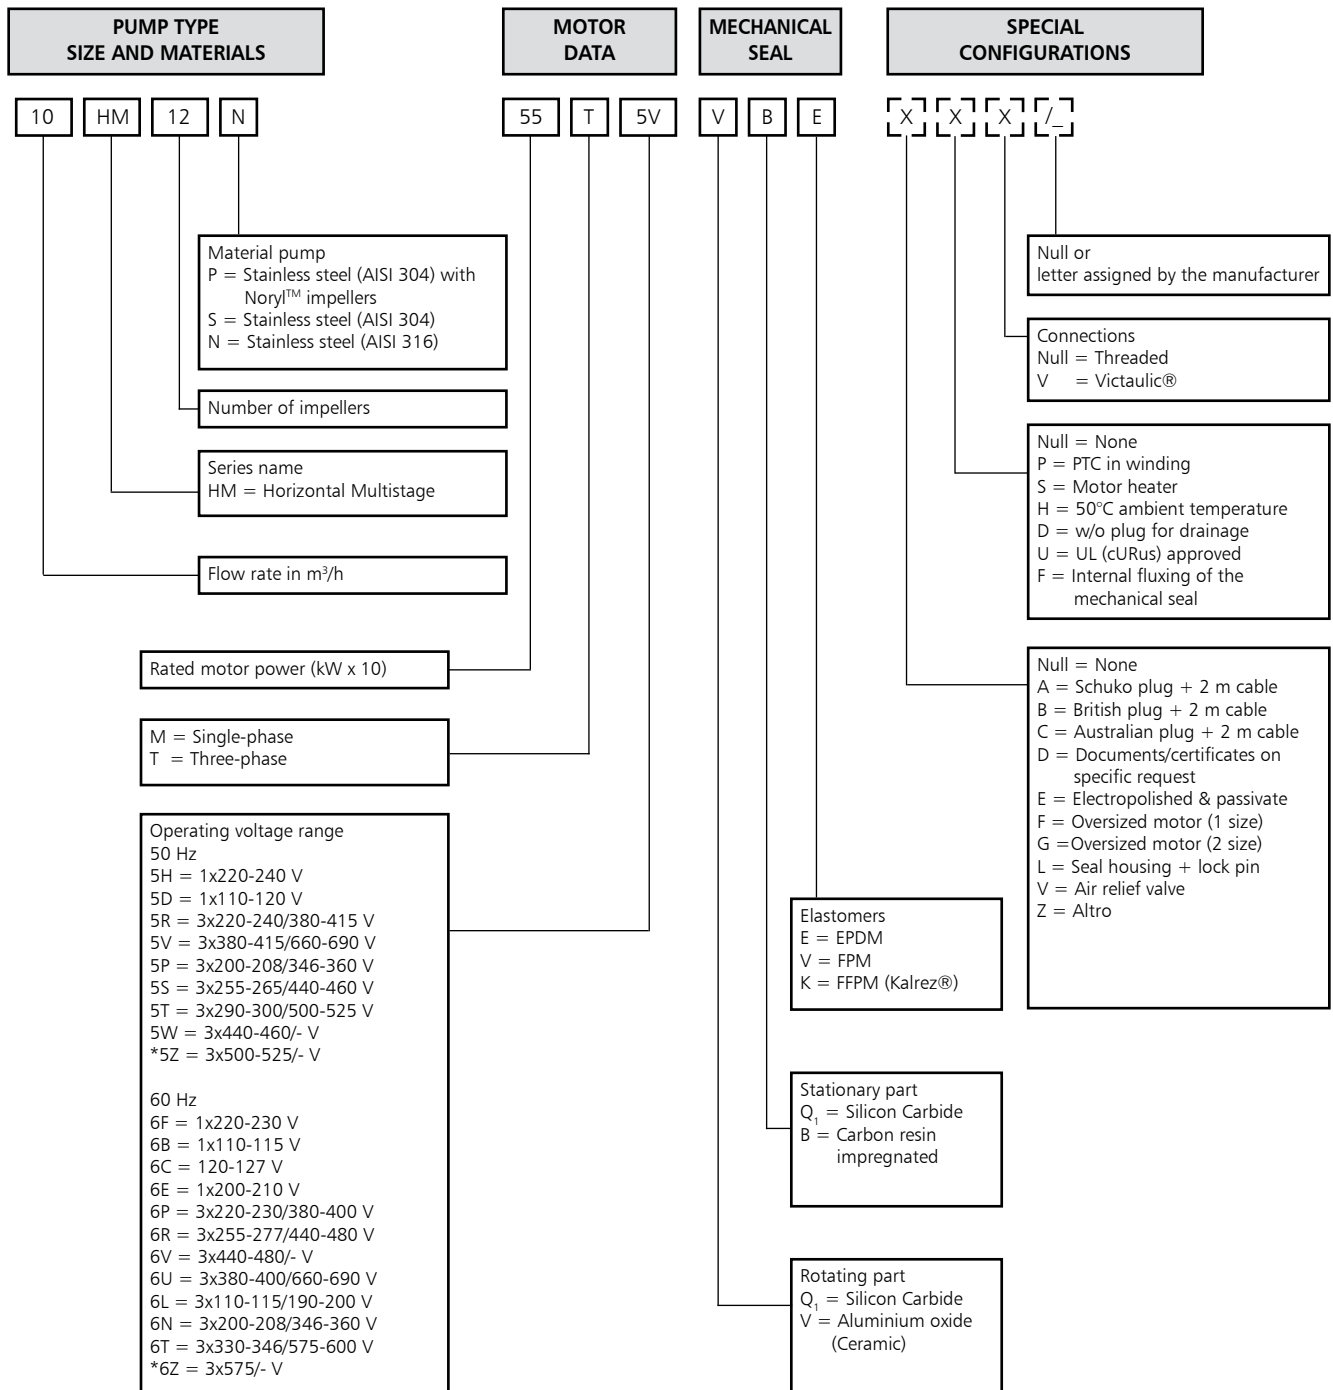 PUMP TYPE
SIZE AND MATERIALS
MOTOR
DATA
MECHANICAL
SEAL
SPECIAL
CONFIGURATIONS
10 HM 12 N 55 T 5V V B E X X X /_
Material pump
P = Stainless steel (AISI 304) with
Noryl™ impellers
S = Stainless steel (AISI 304)
N = Stainless steel (AISI 316)
Number of impellers
Series name
HM = Horizontal Multistage
Flow rate in m³/h
Rated motor power (kW x 10)
M = Single-phase
T = Three-phase
Operating voltage range
50 Hz
5H = 1x220-240 V
5D = 1x110-120 V
5R = 3x220-240/380-415 V
5V = 3x380-415/660-690 V
5P = 3x200-208/346-360 V
5S = 3x255-265/440-460 V
5T = 3x290-300/500-525 V
5W = 3x440-460/- V
*5Z = 3x500-525/- V
60 Hz
6F = 1x220-230 V
6B = 1x110-115 V
6C = 120-127 V
6E = 1x200-210 V
6P = 3x220-230/380-400 V
6R = 3x255-277/440-480 V
6V = 3x440-480/- V
6U = 3x380-400/660-690 V
6L = 3x110-115/190-200 V
6N = 3x200-208/346-360 V
6T = 3x330-346/575-600 V
*6Z = 3x575/- V
Elastomers
E = EPDM
V = FPM
K = FFPM (Kalrez®)
Stationary part
Q₁ = Silicon Carbide
B = Carbon resin
impregnated
Rotating part
Q₁ = Silicon Carbide
V = Aluminium oxide
(Ceramic)
Null or
letter assigned by the manufacturer
Connections
Null = Threaded
V = Victaulic®
Null = None
P = PTC in winding
S = Motor heater
H = 50°C ambient temperature
D = w/o plug for drainage
U = UL (cURus) approved
F = Internal fluxing of the
mechanical seal
Null = None
A = Schuko plug + 2 m cable
B = British plug + 2 m cable
C = Australian plug + 2 m cable
D = Documents/certificates on
specific request
E = Electropolished & passivate
F = Oversized motor (1 size)
G =Oversized motor (2 size)
L = Seal housing + lock pin
V = Air relief valve
Z = Altro